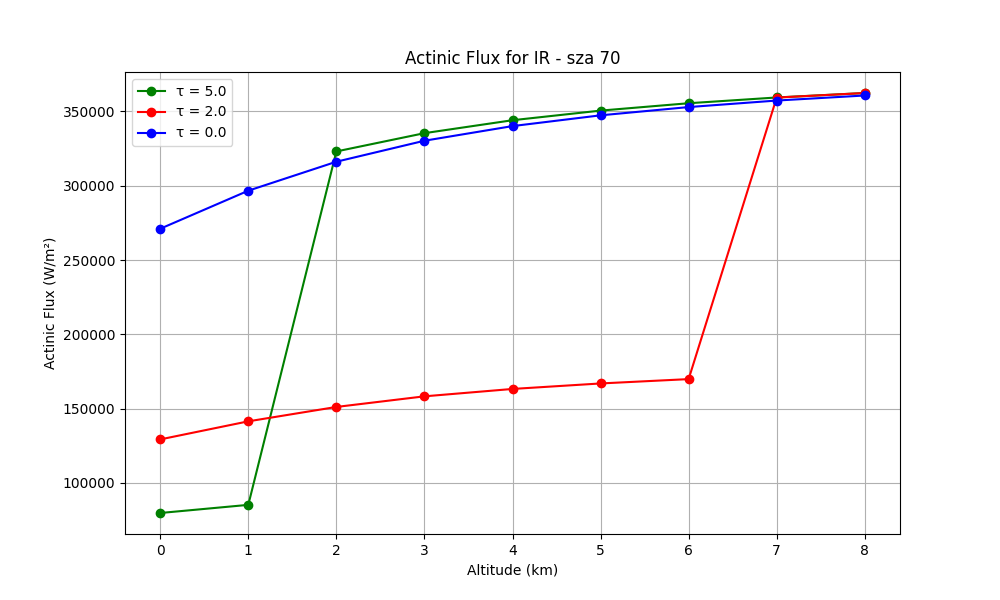 Actinic Flux for IR - sza 70
τ = 5.0
τ = 2.0
τ = 0.0
350000
300000
250000
200000
150000
100000
Actinic Flux (W/m²)
0 1 2 3 4 5 6 7 8
Altitude (km)